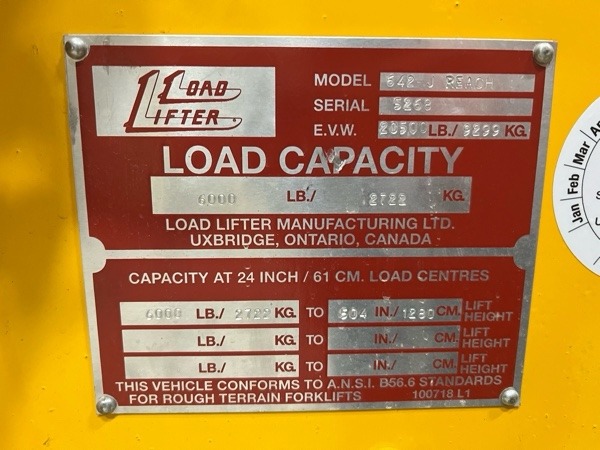 LOAD LIFTER
MODEL 642-J REACH
SERIAL 5268
E.V.W. 20500 LB./ 9299 KG.
LOAD CAPACITY
6000 LB./ 2722 KG.
LOAD LIFTER MANUFACTURING LTD.
UXBRIDGE, ONTARIO, CANADA
CAPACITY AT 24 INCH / 61 CM. LOAD CENTRES
6000 LB./ 2722 KG. TO 504 IN./ 1280 CM. LIFT HEIGHT
LB./ KG. TO IN./ CM. LIFT HEIGHT
LB./ KG. TO IN./ CM. LIFT HEIGHT
THIS VEHICLE CONFORMS TO A.N.S.I. B56.6 STANDARDS
FOR ROUGH TERRAIN FORKLIFTS 100718 L1
Jan Feb Mar